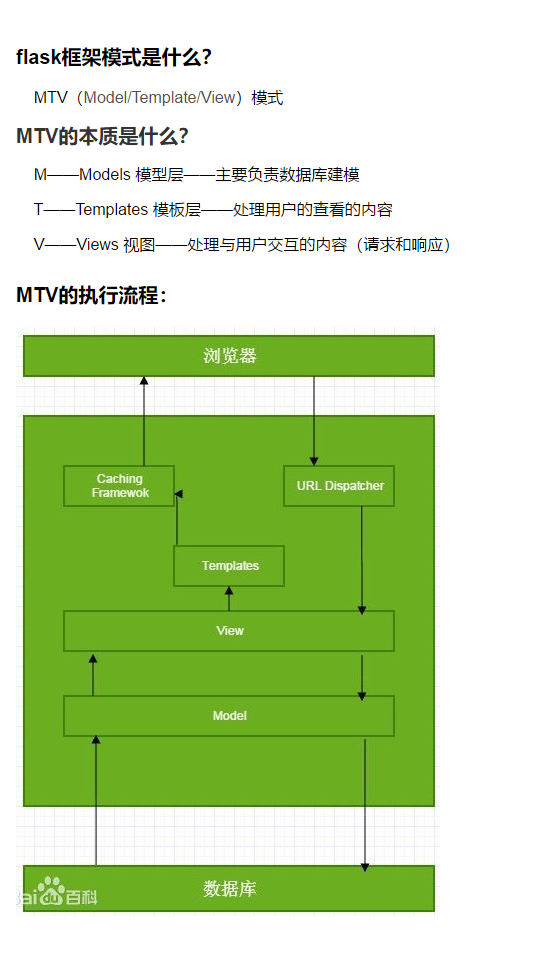 flask框架模式是什么？
MTV（Model/Template/View）模式
MTV的本质是什么？
M——Models 模型层——主要负责数据库建模
T——Templates 模板层——处理用户的查看的内容
V——Views 视图——处理与用户交互的内容（请求和响应）
MTV的执行流程：
浏览器
Caching
Framewok
URL Dispatcher
Templates
View
Model
数据库
Bai du 百科